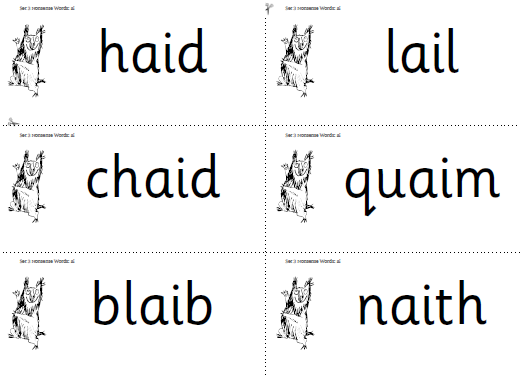 Set 3 Nonsense Words: ai
Set 3 Nonsense Words: ai
haid
lail
Set 3 Nonsense Words: ai
Set 3 Nonsense Words: ai
chaid
quaim
Set 3 Nonsense Words: ai
Set 3 Nonsense Words: ai
blaib
naith